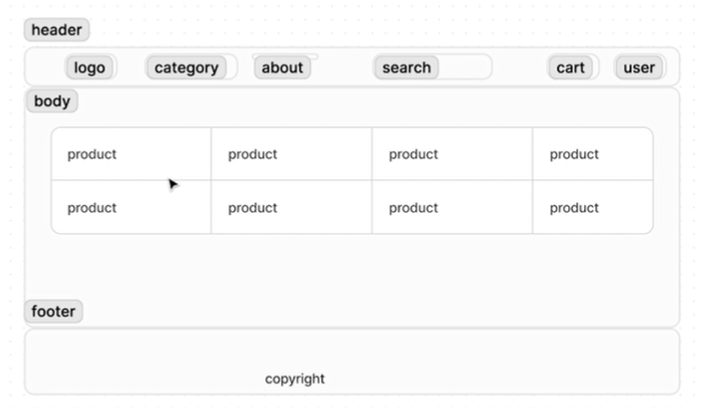 header
logo category about search cart user
body
product product product product
product product product product
footer
copyright